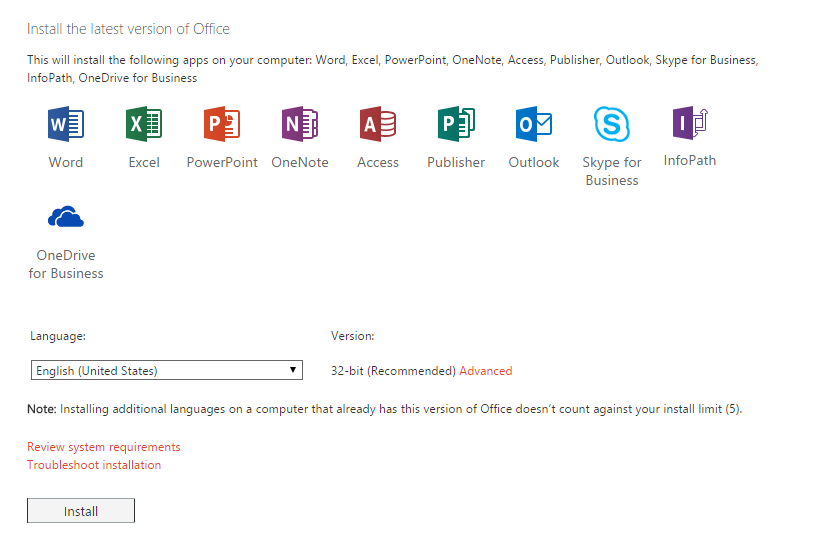 Install the latest version of Office
This will install the following apps on your computer: Word, Excel, PowerPoint, OneNote, Access, Publisher, Outlook, Skype for Business,
InfoPath, OneDrive for Business
W X P N A P O S I
Word Excel PowerPoint OneNote Access Publisher Outlook Skype for InfoPath
Business
OneDrive
for Business
Language: Version:
English (United States) 32-bit (Recommended) Advanced
Note: Installing additional languages on a computer that already has this version of Office doesn't count against your install limit (5).
Review system requirements
Troubleshoot installation
Install